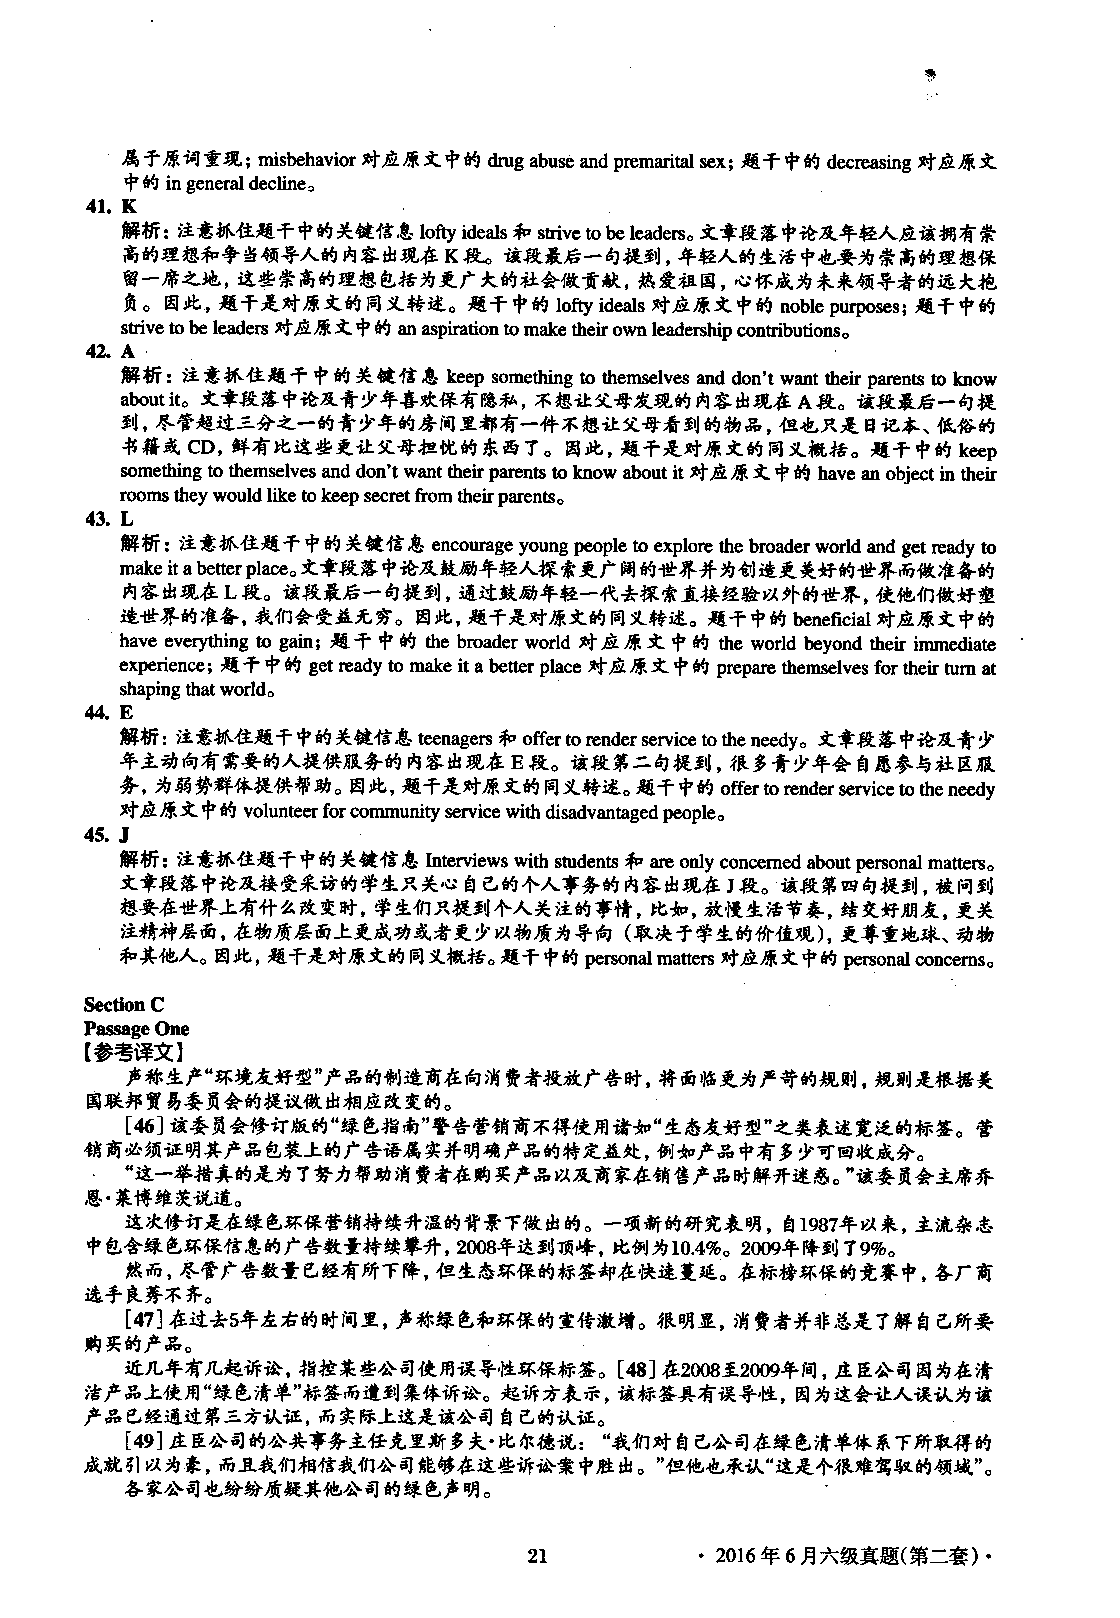 属于原词重现; misbehavior 对应原文中的 drug abuse and premarital sex; 题干中的 decreasing 对应原文
中的 in general decline。
41. K
解析: 注意抓住题干中的关键信息 lofty ideals 和 strive to be leaders。文章段落中论及年轻人应该拥有崇
高的理想和争当领导人的内容出现在 K 段。该段最后一句提到, 年轻人的生活中也要为崇高的理想保
留一席之地, 这些崇高的理想包括为更广大的社会做贡献, 热爱祖国, 心怀成为未来领导者的远大抱
负。因此, 题干是对原文的同义转述。题干中的 lofty ideals 对应原文中的 noble purposes; 题干中的
strive to be leaders 对应原文中的 an aspiration to make their own leadership contributions。
42. A
解析: 注意抓住题干中的关键信息 keep something to themselves and don't want their parents to know
about it。文章段落中论及青少年喜欢保有隐私, 不想让父母发现的内容出现在 A 段。该段最后一句提
到, 尽管超过三分之一的青少年的房间里都有一件不想让父母看到的物品, 但也只是日记本、低俗的
书籍或 CD, 鲜有比这些更让父母担忧的东西了。因此, 题干是对原文的同义概括。题干中的 keep
something to themselves and don't want their parents to know about it 对应原文中的 have an object in their
rooms they would like to keep secret from their parents。
43. L
解析: 注意抓住题干中的关键信息 encourage young people to explore the broader world and get ready to
make it a better place。文章段落中论及鼓励年轻人探索更广阔的世界并为创造更美好的世界而做准备的
内容出现在 L 段。该段最后一句提到, 通过鼓励年轻一代去探索直接经验以外的世界, 使他们做好塑
造世界的准备, 我们会受益无穷。因此, 题干是对原文的同义转述。题干中的 beneficial 对应原文中的
have everything to gain; 题干中的 the broader world 对应原文中的 the world beyond their immediate
experience; 题干中的 get ready to make it a better place 对应原文中的 prepare themselves for their turn at
shaping that world。
44. E
解析: 注意抓住题干中的关键信息 teenagers 和 offer to render service to the needy。文章段落中论及青少
年主动向有需要的人提供服务的内容出现在 E 段。该段第二句提到, 很多青少年会自愿参与社区服
务, 为弱势群体提供帮助。因此, 题干是对原文的同义转述。题干中的 offer to render service to the needy
对应原文中的 volunteer for community service with disadvantaged people。
45. J
解析: 注意抓住题干中的关键信息 Interviews with students 和 are only concerned about personal matters。
文章段落中论及接受采访的学生只关心自己的个人事务的内容出现在 J 段。该段第四句提到, 被问到
想要在世界上有什么改变时, 学生们只提到个人关注的事情, 比如, 放慢生活节奏, 结交好朋友, 更关
注精神层面, 在物质层面上更成功或者更少以物质为导向 (取决于学生的价值观), 更尊重地球、动物
和其他人。因此, 题干是对原文的同义概括。题干中的 personal matters 对应原文中的 personal concerns。
Section C
Passage One
【参考译文】
声称生产“环境友好型”产品的制造商在向消费者投放广告时, 将面临更为严苛的规则, 规则是根据美
国联邦贸易委员会的提议做出相应改变的。
[46] 该委员会修订版的“绿色指南”警告营销商不得使用诸如“生态友好型”之类表述宽泛的标签。营
销商必须证明其产品包装上的广告语属实并明确产品的特定益处, 例如产品中有多少可回收成分。
“这一举措真的是为了努力帮助消费者在购买产品以及商家在销售产品时解开迷惑。”该委员会主席乔
恩·莱博维茨说道。
这次修订是在绿色环保营销持续升温的背景下做出的。一项新的研究表明, 自1987年以来, 主流杂志
中包含绿色环保信息的广告数量持续攀升, 2008年达到顶峰, 比例为10.4%。2009年降到了9%。
然而, 尽管广告数量已经有所下降, 但生态环保的标签却在快速蔓延。在标榜环保的竞赛中, 各厂商
选手良莠不齐。
[47] 在过去5年左右的时间里, 声称绿色和环保的宣传激增。很明显, 消费者并非总是了解自己所要
购买的产品。
近几年有几起诉讼, 指控某些公司使用误导性环保标签。[48] 在2008至2009年间, 庄臣公司因为在清
洁产品上使用“绿色清单”标签而遭到集体诉讼。起诉方表示, 该标签具有误导性, 因为这会让人误认为该
产品已经通过第三方认证, 而实际上这是该公司自己的认证。
[49] 庄臣公司的公共事务主任克里斯多夫·比尔德说: “我们对自己公司在绿色清单体系下所取得的
成就引以为豪, 而且我们相信我们公司能够在这些诉讼案中胜出。”但他也承认“这是个很难驾驭的领域”。
各家公司也纷纷质疑其他公司的绿色声明。
21
· 2016 年 6 月六级真题(第二套) ·